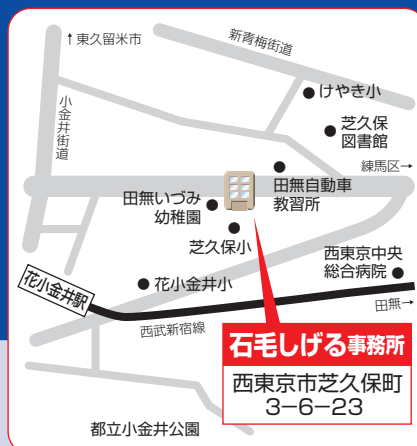 ↑東久留米市
新青梅街道
小金井街道
けやき小
芝久保
図書館
練馬区→
田無自動車
教習所
田無いづみ
幼稚園
芝久保小
西東京中央
総合病院
花小金井小
花小金井駅
田無→
西武新宿線
石毛しげる事務所
西東京市芝久保町
3-6-23
都立小金井公園